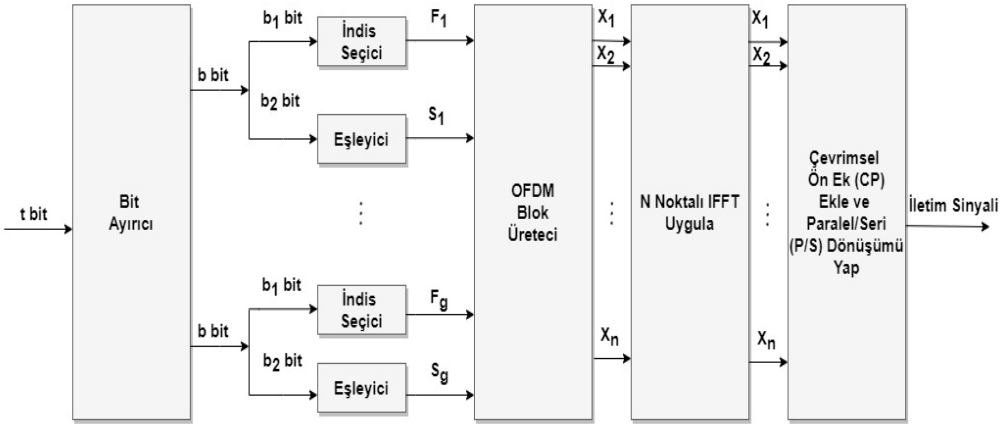 t bit
Bit
Ayırıcı
b bit
b1 bit
İndis
Seçici
F1
b2 bit
Eşleyici
S1
b bit
b1 bit
İndis
Seçici
Fg
b2 bit
Eşleyici
Sg
OFDM
Blok
Üreteci
X1
X2
Xn
N Noktalı IFFT
Uygula
X1
X2
Xn
Çevrimsel
Ön Ek (CP)
Ekle ve
Paralel/Seri
(P/S) Dönüşümü
Yap
İletim Sinyali